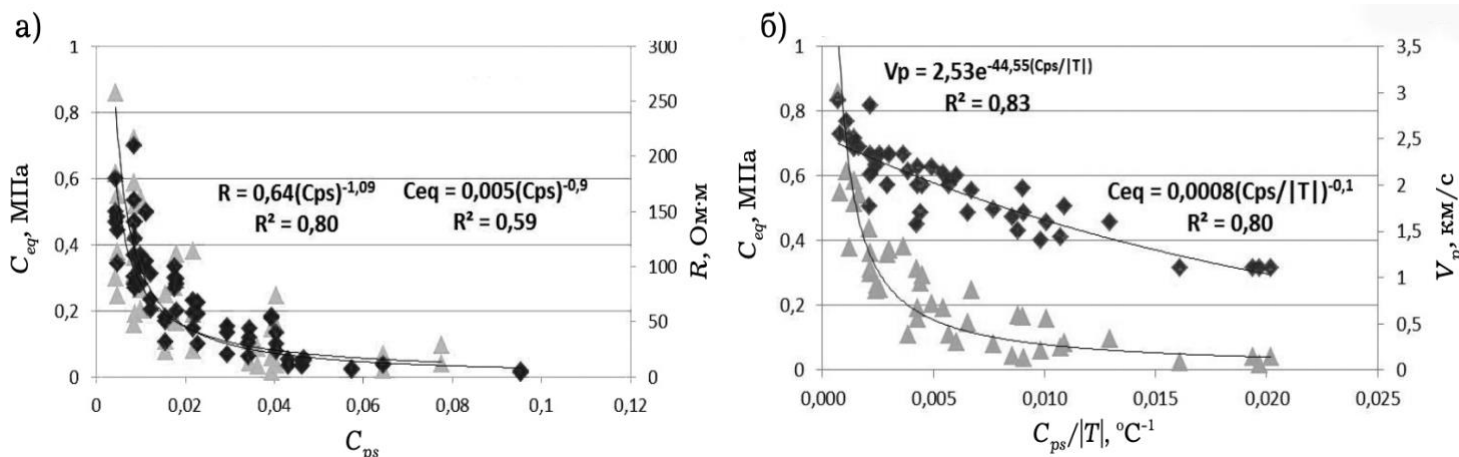 а)
1
0,8
0,6
0,4
0,2
0
C_eq, МПа
300
250
200
150
100
50
0
R, Ом·м
R = 0,64(Cps)^-1,09
R² = 0,80
Ceq = 0,005(Cps)^-0,9
R² = 0,59
0
0,02
0,04
0,06
0,08
0,1
0,12
C_ps
б)
1
0,8
0,6
0,4
0,2
0
C_eq, МПа
3,5
3
2,5
2
1,5
1
0,5
0
V_p, км/с
Vp = 2,53e^-44,55(Cps/|T|)
R² = 0,83
Ceq = 0,0008(Cps/|T|)^-0,1
R² = 0,80
0,000
0,005
0,010
0,015
0,020
0,025
C_ps/|T|, °C^-1